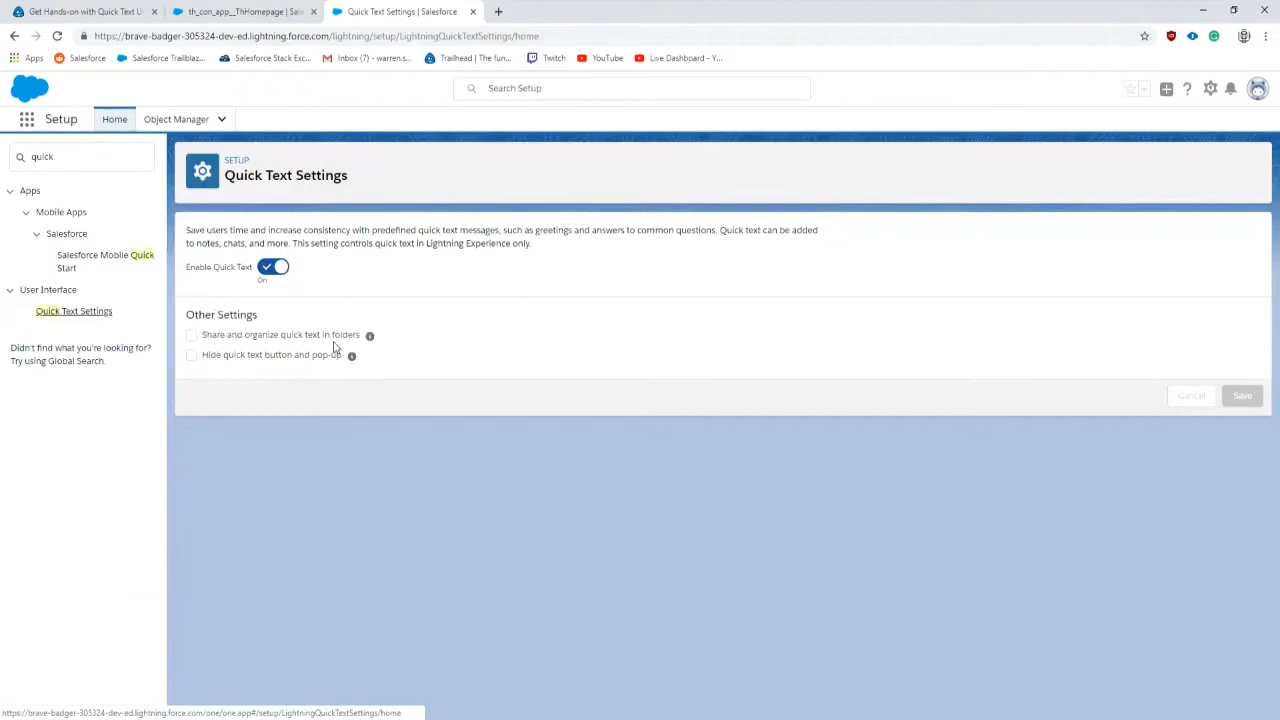 Get Hands-on with Quick Text U
th_con_app__ThHomepage | Sale
Quick Text Settings | Salesforce
https://brave-badger-305324-dev-ed.lightning.force.com/lightning/setup/LightningQuickTextSettings/home
Apps
Salesforce
Salesforce Trailblaz...
Salesforce Stack Exc...
Inbox (7) - warren.s...
Trailhead | The fun...
Twitch
YouTube
Live Dashboard - Y...
Search Setup
Setup
Home
Object Manager
quick
Apps
Mobile Apps
Salesforce
Salesforce Mobile Quick
Start
User Interface
Quick Text Settings
Didn't find what you're looking for?
Try using Global Search.
SETUP
Quick Text Settings
Save users time and increase consistency with predefined quick text messages, such as greetings and answers to common questions. Quick text can be added
to notes, chats, and more. This setting controls quick text in Lightning Experience only.
Enable Quick Text
On
Other Settings
Share and organize quick text in folders
Hide quick text button and pop-up
Cancel
Save
https://brave-badger-305324-dev-ed.lightning.force.com/one/one.app#/setup/LightningQuickTextSettings/home